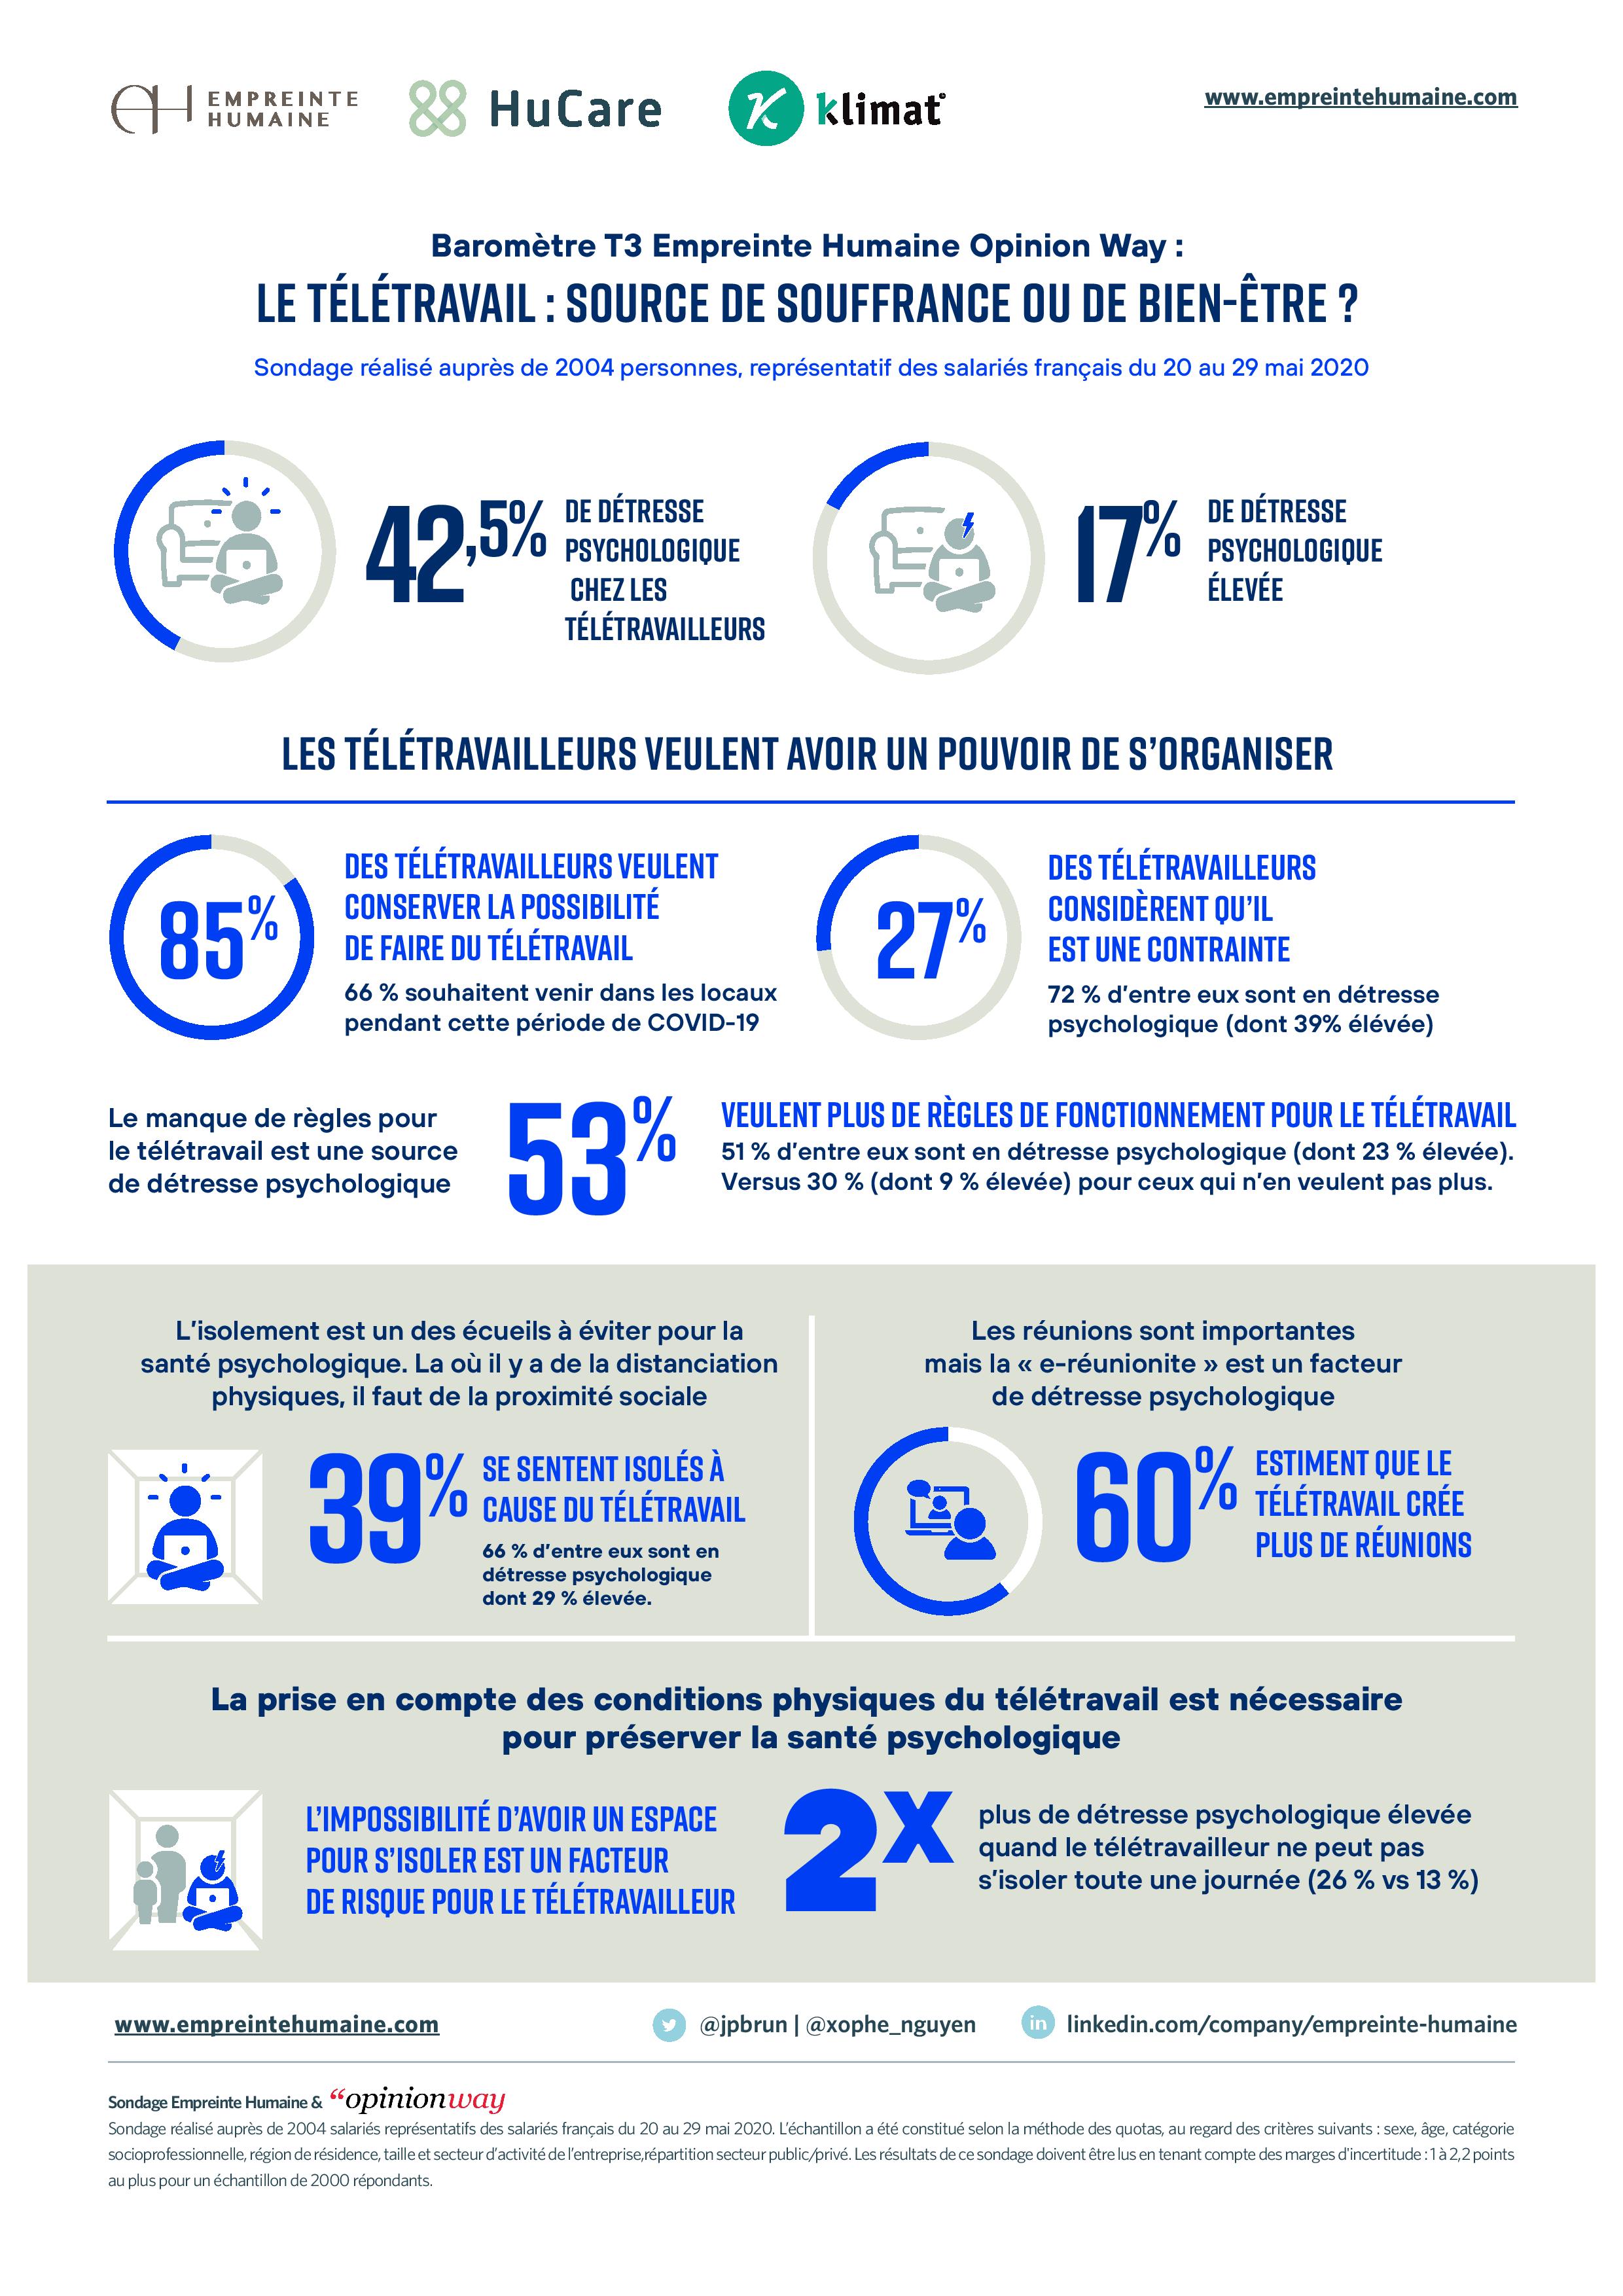 EMPREINTE
HUMAINE
HuCare
K klimat
www.empreintehumaine.com
Baromètre T3 Empreinte Humaine Opinion Way :
LE TÉLÉTRAVAIL : SOURCE DE SOUFFRANCE OU DE BIEN-ÊTRE ?
Sondage réalisé auprès de 2004 personnes, représentatif des salariés français du 20 au 29 mai 2020
42,5%
DE DÉTRESSE
PSYCHOLOGIQUE
CHEZ LES
TÉLÉTRAVAILLEURS
17%
DE DÉTRESSE
PSYCHOLOGIQUE
ÉLEVÉE
LES TÉLÉTRAVAILLEURS VEULENT AVOIR UN POUVOIR DE S’ORGANISER
85%
DES TÉLÉTRAVAILLEURS VEULENT
CONSERVER LA POSSIBILITÉ
DE FAIRE DU TÉLÉTRAVAIL
66 % souhaitent venir dans les locaux
pendant cette période de COVID-19
27%
DES TÉLÉTRAVAILLEURS
CONSIDÈRENT QU’IL
EST UNE CONTRAINTE
72 % d’entre eux sont en détresse
psychologique (dont 39% élévée)
Le manque de règles pour
le télétravail est une source
de détresse psychologique
53%
VEULENT PLUS DE RÈGLES DE FONCTIONNEMENT POUR LE TÉLÉTRAVAIL
51 % d’entre eux sont en détresse psychologique (dont 23 % élevée).
Versus 30 % (dont 9 % élevée) pour ceux qui n’en veulent pas plus.
L’isolement est un des écueils à éviter pour la
santé psychologique. La où il y a de la distanciation
physiques, il faut de la proximité sociale
39%
SE SENTENT ISOLÉS À
CAUSE DU TÉLÉTRAVAIL
66 % d’entre eux sont en
détresse psychologique
dont 29 % élevée.
Les réunions sont importantes
mais la « e-réunionite » est un facteur
de détresse psychologique
60%
ESTIMENT QUE LE
TÉLÉTRAVAIL CRÉE
PLUS DE RÉUNIONS
La prise en compte des conditions physiques du télétravail est nécessaire
pour préserver la santé psychologique
L’IMPOSSIBILITÉ D’AVOIR UN ESPACE
POUR S’ISOLER EST UN FACTEUR
DE RISQUE POUR LE TÉLÉTRAVAILLEUR
2X
plus de détresse psychologique élevée
quand le télétravailleur ne peut pas
s’isoler toute une journée (26 % vs 13 %)
www.empreintehumaine.com
@jpbrun | @xophe_nguyen
in linkedin.com/company/empreinte-humaine
Sondage Empreinte Humaine & “opinionway
Sondage réalisé auprès de 2004 salariés représentatifs des salariés français du 20 au 29 mai 2020. L’échantillon a été constitué selon la méthode des quotas, au regard des critères suivants : sexe, âge, catégorie
socioprofessionnelle, région de résidence, taille et secteur d’activité de l’entreprise,répartition secteur public/privé. Les résultats de ce sondage doivent être lus en tenant compte des marges d'incertitude : 1 à 2,2 points
au plus pour un échantillon de 2000 répondants.